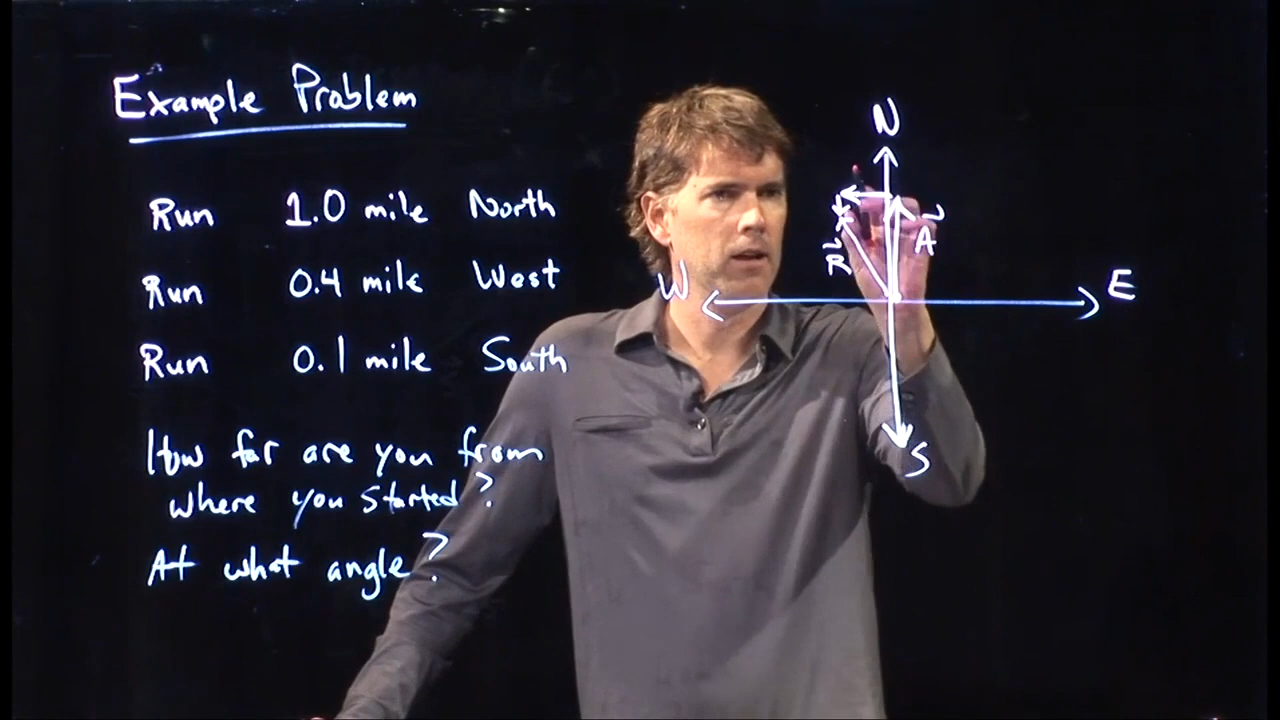 Example Problem
Run 1.0 mile North
Run 0.4 mile West
Run 0.1 mile South
How far are you from
where you started?
At what angle?
N
A
R
W
E
S